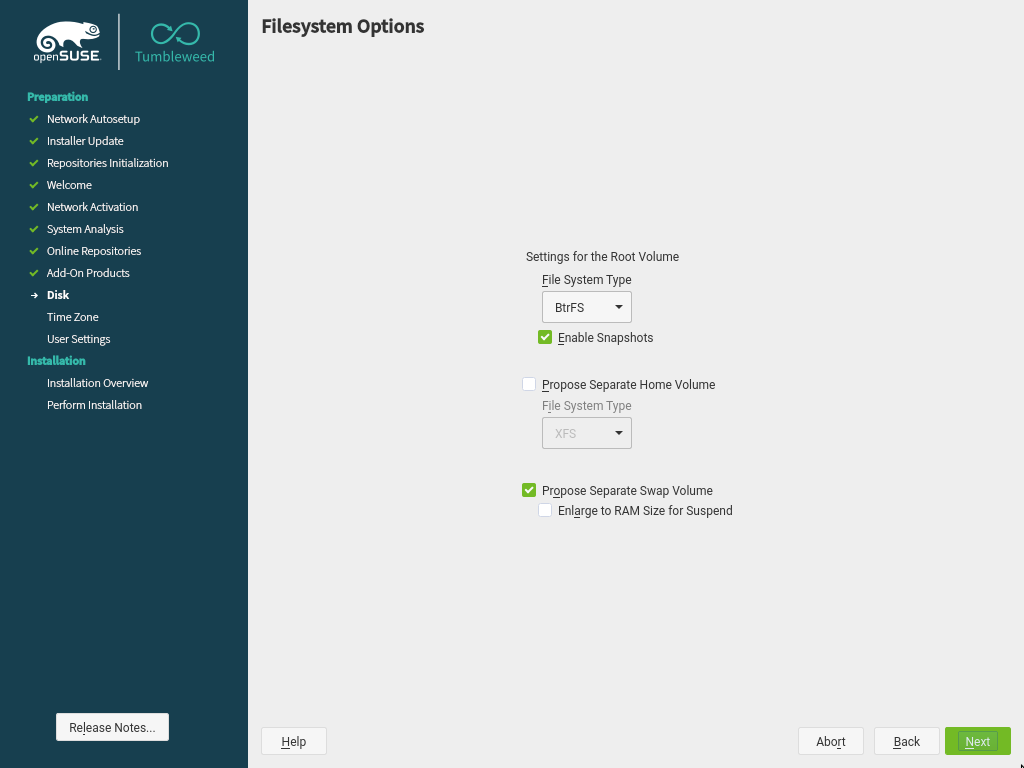 openSUSE
Tumbleweed
Preparation
Network Autosetup
Installer Update
Repositories Initialization
Welcome
Network Activation
System Analysis
Online Repositories
Add-On Products
Disk
Time Zone
User Settings
Installation
Installation Overview
Perform Installation
Release Notes...
Filesystem Options
Settings for the Root Volume
File System Type
BtrFS
Enable Snapshots
Propose Separate Home Volume
File System Type
XFS
Propose Separate Swap Volume
Enlarge to RAM Size for Suspend
Help
Abort
Back
Next